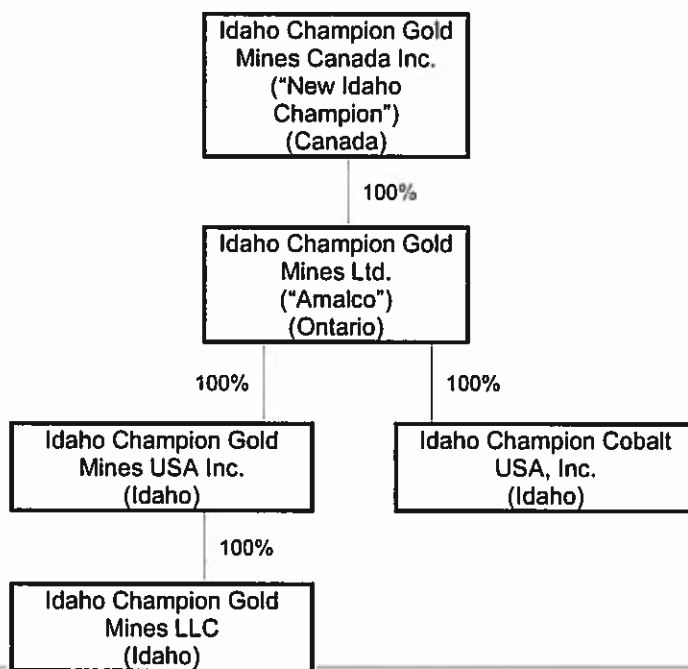 Idaho Champion Gold
Mines Canada Inc.
("New Idaho
Champion")
(Canada)
100%
Idaho Champion Gold
Mines Ltd.
("Amalco")
(Ontario)
100%
100%
Idaho Champion Gold
Mines USA Inc.
(Idaho)
Idaho Champion Cobalt
USA, Inc.
(Idaho)
100%
Idaho Champion Gold
Mines LLC
(Idaho)